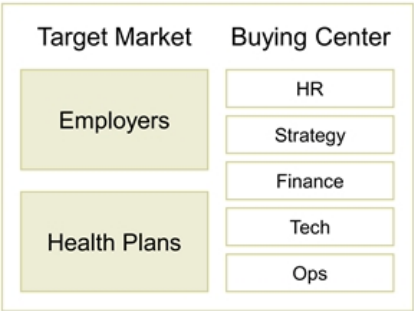 Target Market
Buying Center
Employers
Health Plans
HR
Strategy
Finance
Tech
Ops